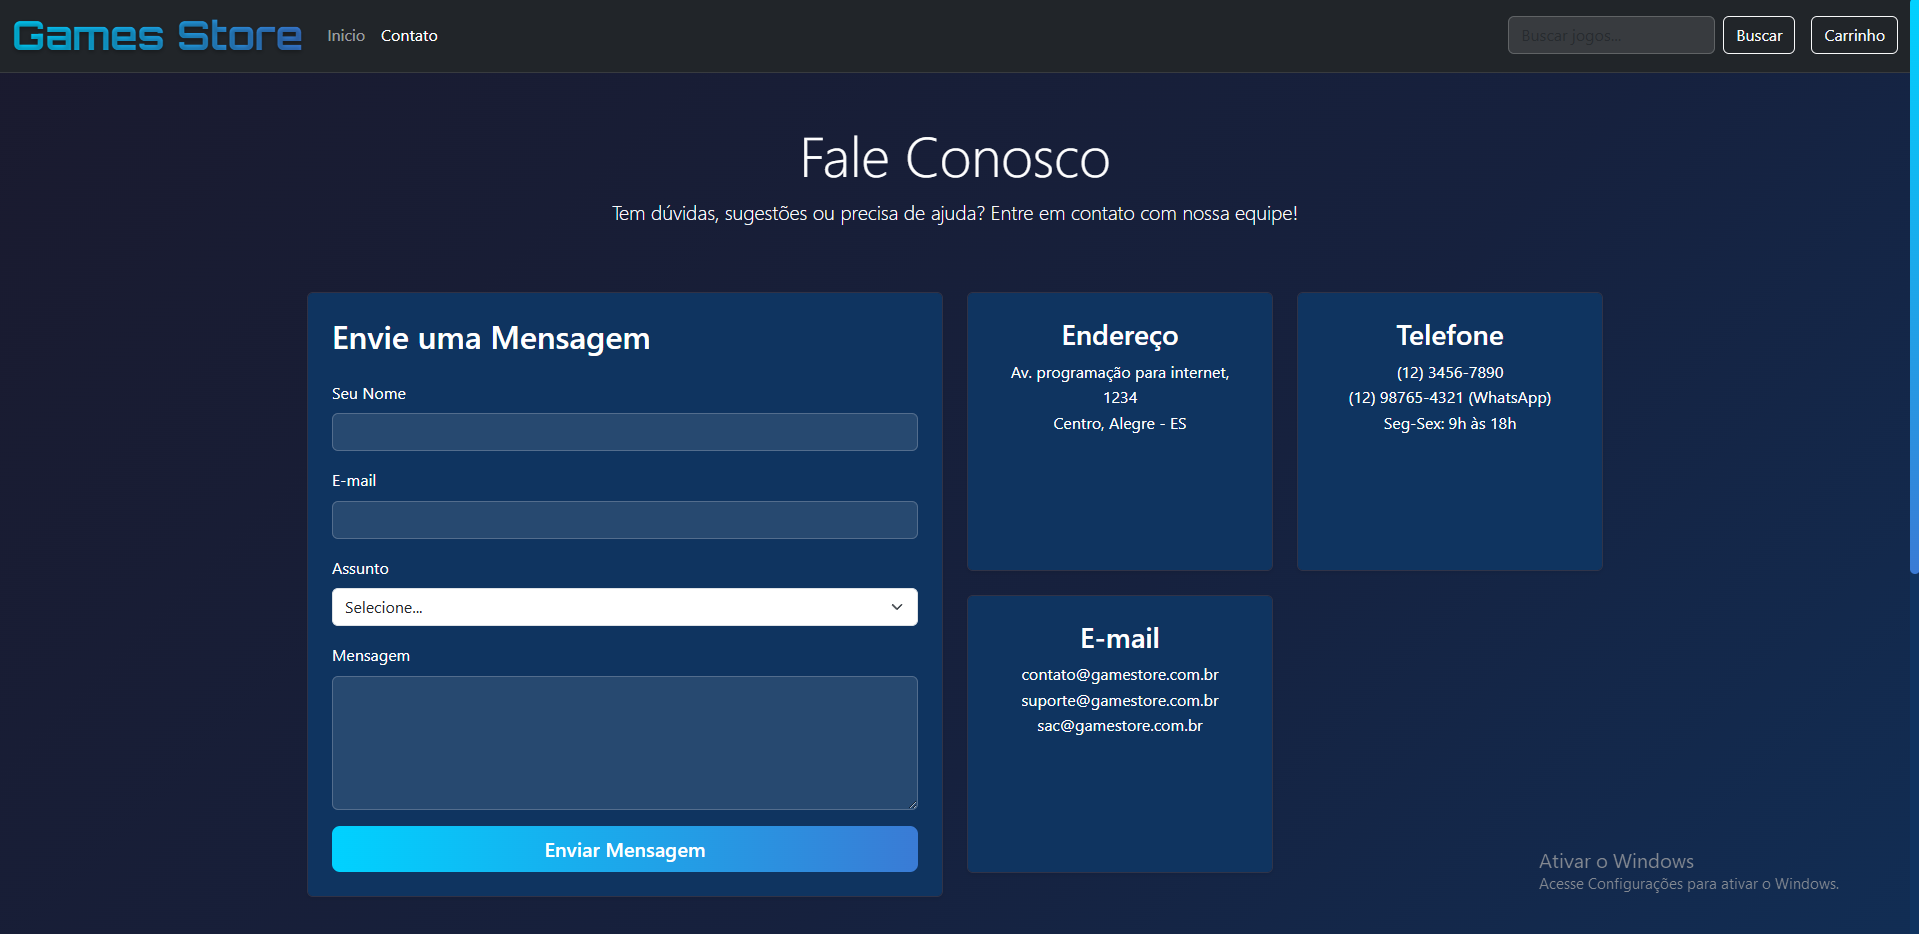 Games Store
Inicio
Contato
Buscar jogos...
Buscar
Carrinho
Fale Conosco
Tem dúvidas, sugestões ou precisa de ajuda? Entre em contato com nossa equipe!
Envie uma Mensagem
Seu Nome
E-mail
Assunto
Selecione...
Mensagem
Enviar Mensagem
Endereço
Av. programação para internet,
1234
Centro, Alegre - ES
Telefone
(12) 3456-7890
(12) 98765-4321 (WhatsApp)
Seg-Sex: 9h às 18h
E-mail
contato@gamestore.com.br
suporte@gamestore.com.br
sac@gamestore.com.br
Ativar o Windows
Acesse Configurações para ativar o Windows.